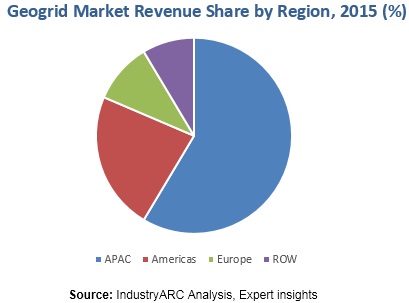 Geogrid Market Revenue Share by Region, 2015 (%)
APAC Americas Europe ROW
Source: IndustryARC Analysis, Expert insights